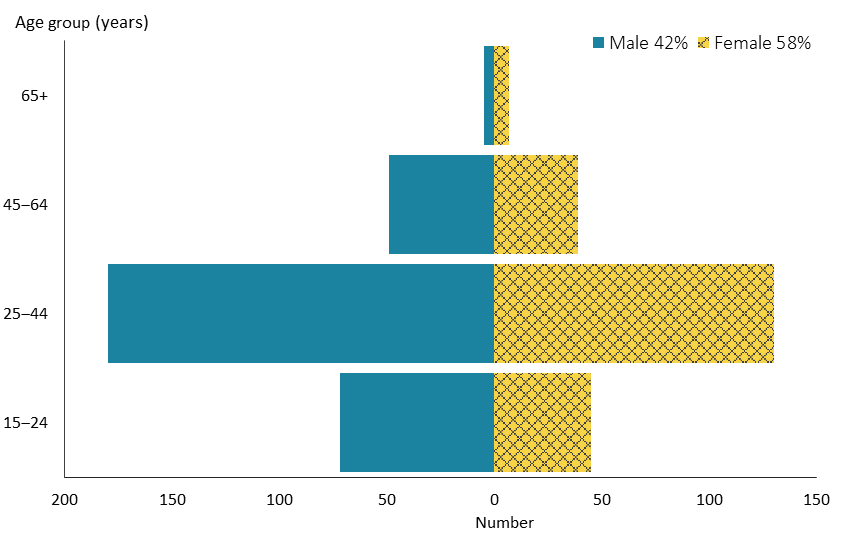 Age group (years)
Male 42% Female 58%
65+
45–64
25–44
15–24
200 150 100 50 0 50 100 150
Number